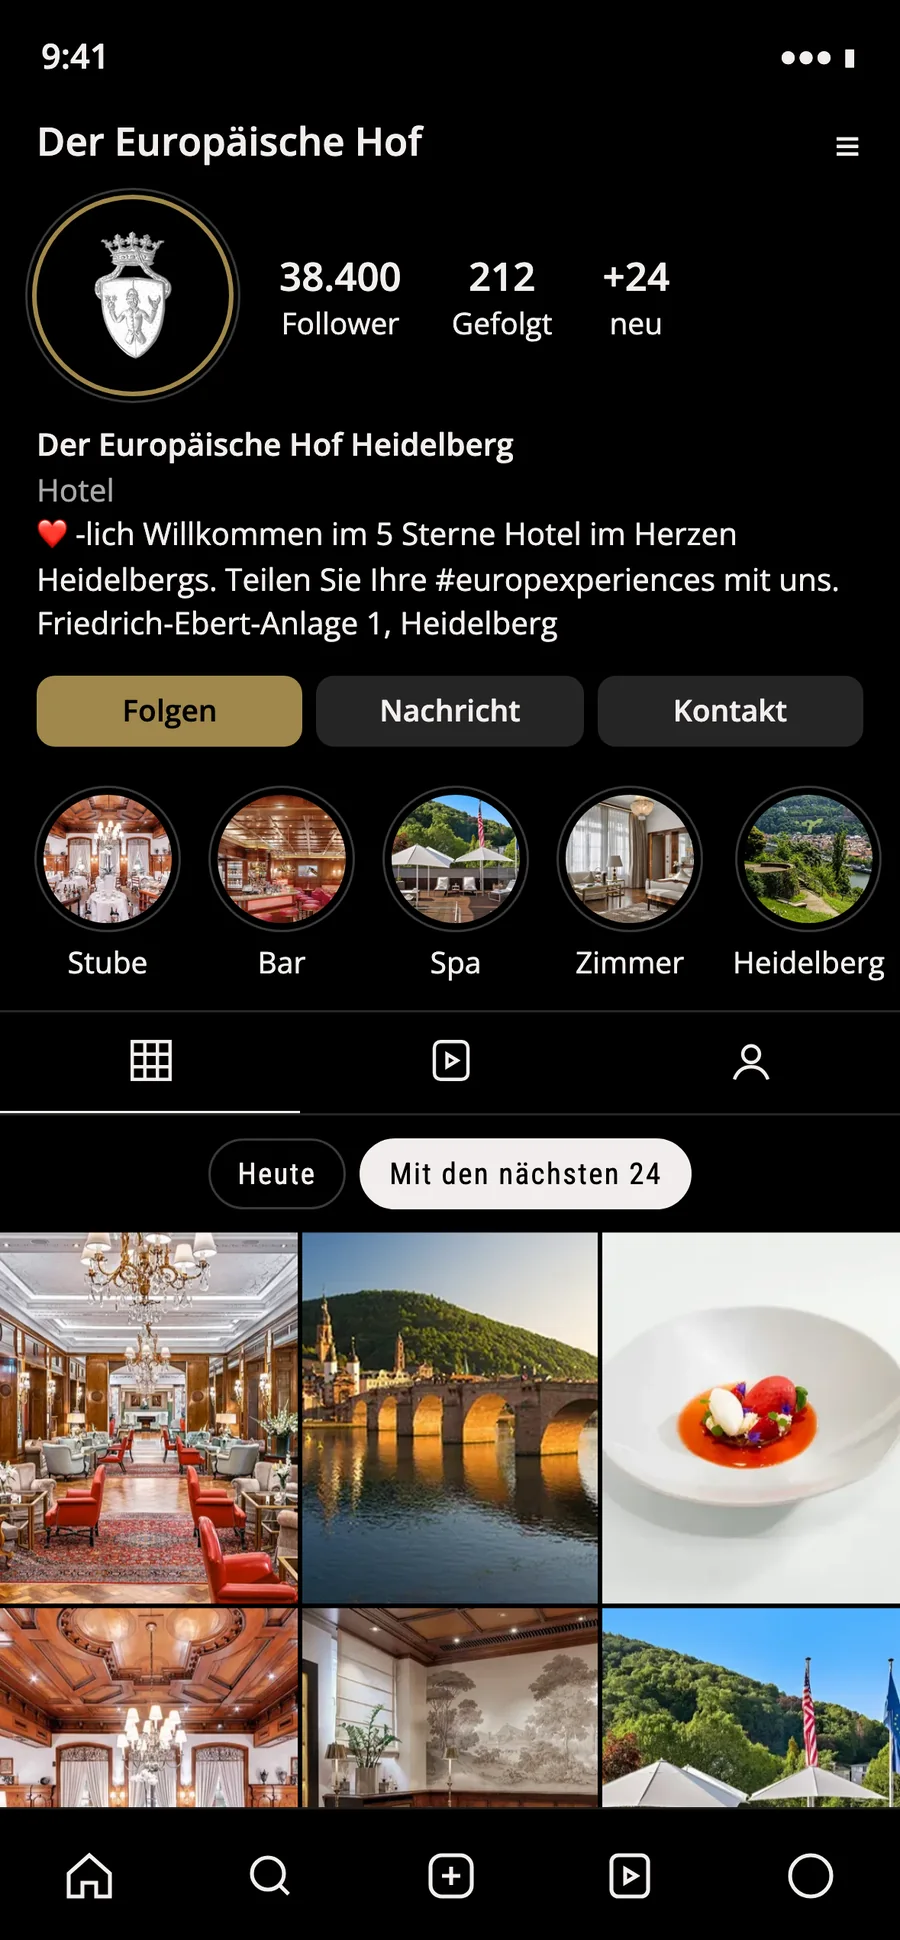 9:41
Der Europäische Hof
38.400 212 +24
Follower Gefolgt neu
Der Europäische Hof Heidelberg
Hotel
❤️ -lich Willkommen im 5 Sterne Hotel im Herzen
Heidelbergs. Teilen Sie Ihre #europexperiences mit uns.
Friedrich-Ebert-Anlage 1, Heidelberg
Folgen Nachricht Kontakt
Stube Bar Spa Zimmer Heidelberg
Heute Mit den nächsten 24